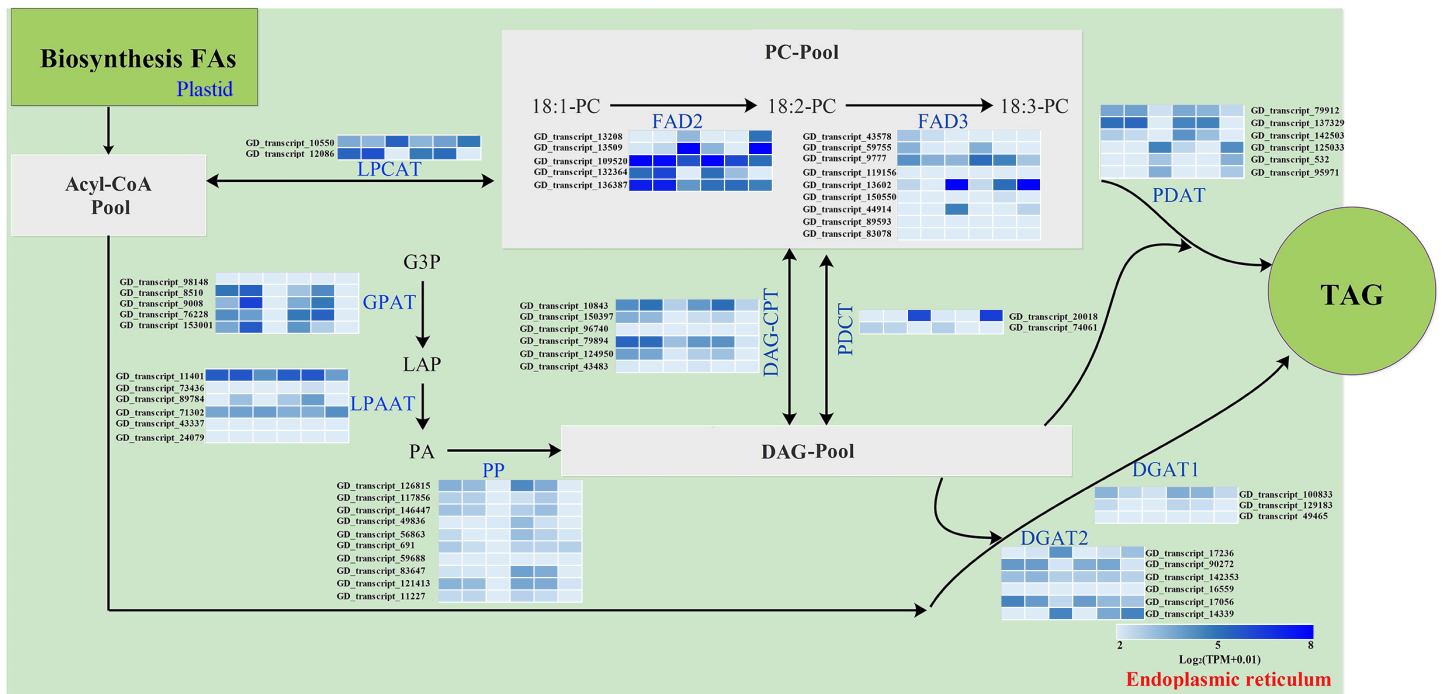 Biosynthesis FAs
Plastid
PC-Pool
18:1-PC
18:2-PC
18:3-PC
FAD2
FAD3
GD_transcript_13208
GD_transcript_13509
GD_transcript_109520
GD_transcript_132364
GD_transcript_136387
GD_transcript_43578
GD_transcript_59755
GD_transcript_9777
GD_transcript_119156
GD_transcript_13602
GD_transcript_150550
GD_transcript_44914
GD_transcript_89593
GD_transcript_83078
GD_transcript_79912
GD_transcript_137329
GD_transcript_142503
GD_transcript_125033
GD_transcript_532
GD_transcript_95971
PDAT
GD_transcript_10550
GD_transcript_12086
LPCAT
Acyl-CoA
Pool
TAG
G3P
GPAT
GD_transcript_98148
GD_transcript_8510
GD_transcript_9008
GD_transcript_76228
GD_transcript_153001
LAP
LPAAT
GD_transcript_11401
GD_transcript_73436
GD_transcript_89784
GD_transcript_71302
GD_transcript_43337
GD_transcript_24079
PA
GD_transcript_10843
GD_transcript_150397
GD_transcript_96740
GD_transcript_79894
GD_transcript_124950
GD_transcript_43483
DAG-CPT
PDCT
GD_transcript_20018
GD_transcript_74061
DAG-Pool
PP
GD_transcript_126815
GD_transcript_117856
GD_transcript_146447
GD_transcript_49836
GD_transcript_56863
GD_transcript_691
GD_transcript_59688
GD_transcript_83647
GD_transcript_121413
GD_transcript_11227
DGAT1
GD_transcript_100833
GD_transcript_129183
GD_transcript_49465
DGAT2
GD_transcript_17236
GD_transcript_90272
GD_transcript_142353
GD_transcript_16559
GD_transcript_17056
GD_transcript_14339
2 5 8
Log₂(TPM+0.01)
Endoplasmic reticulum